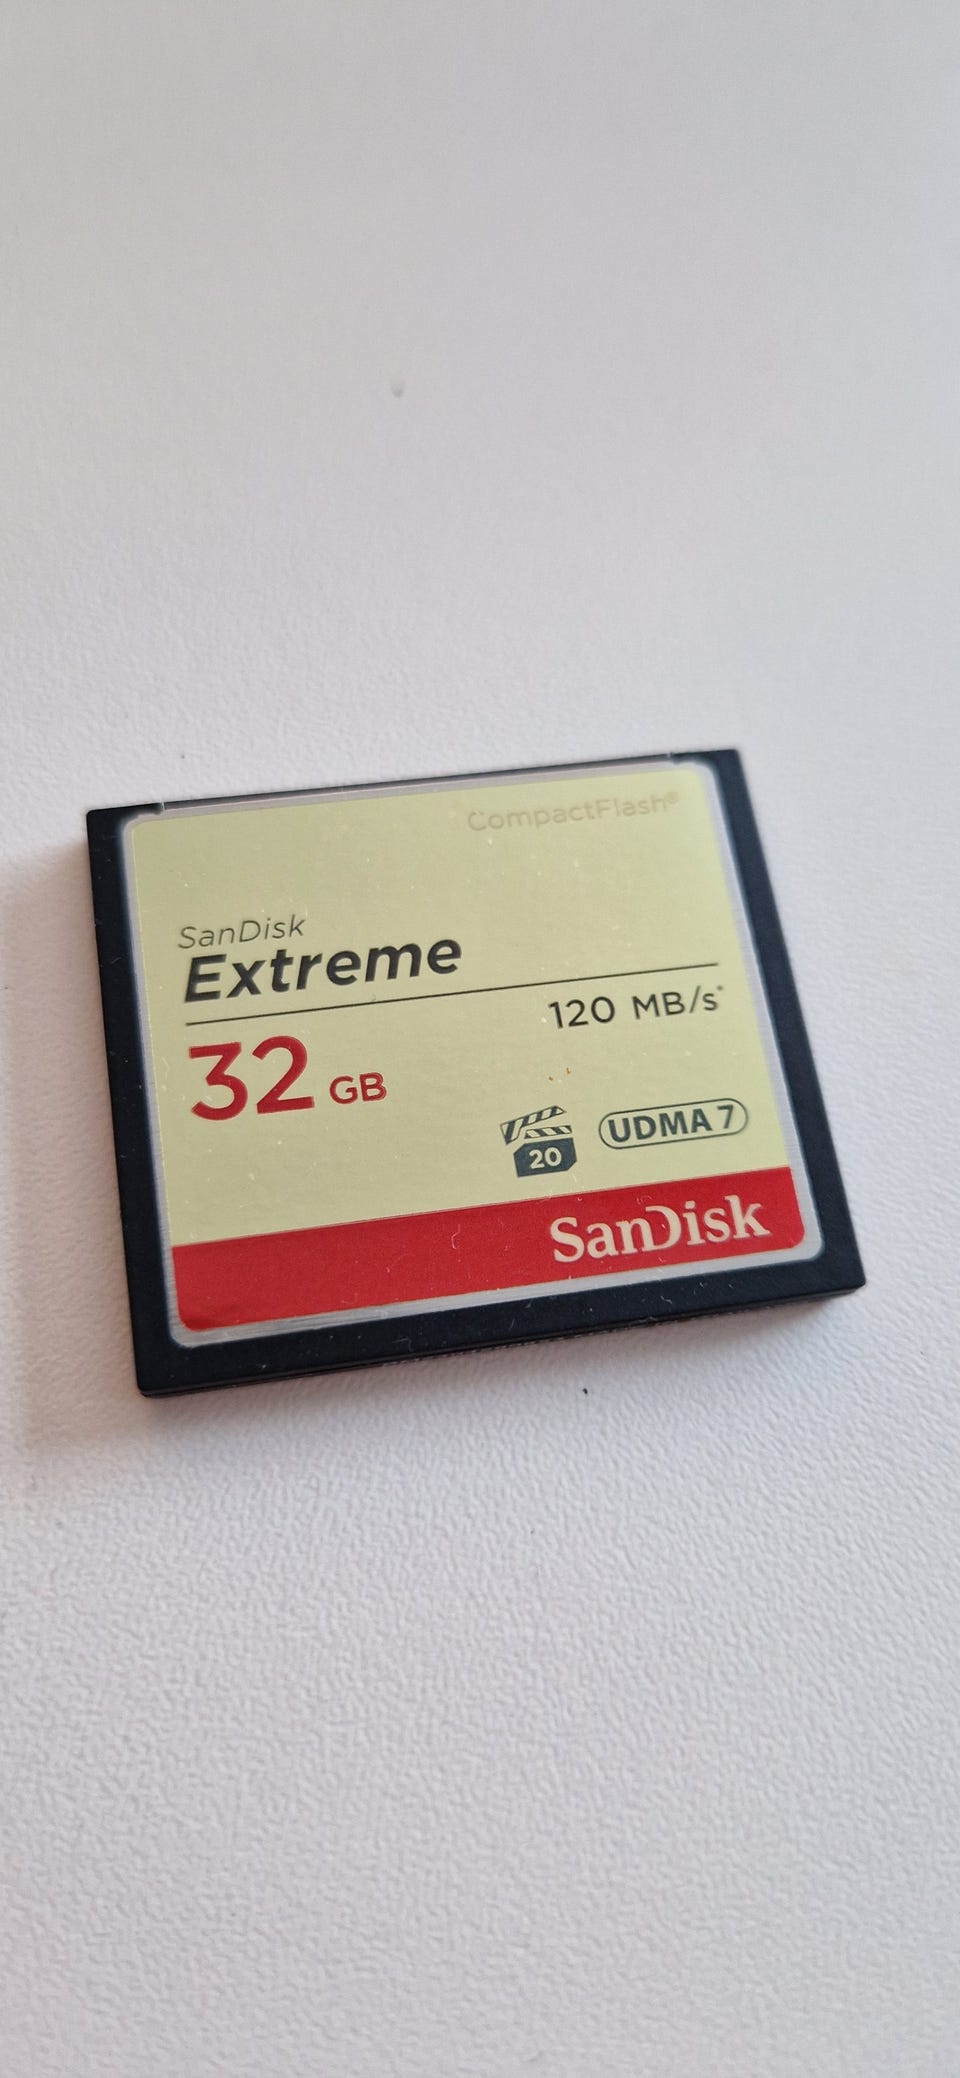 CompactFlash®
SanDisk
Extreme
120 MB/s*
32 GB
20
UDMA 7
SanDisk